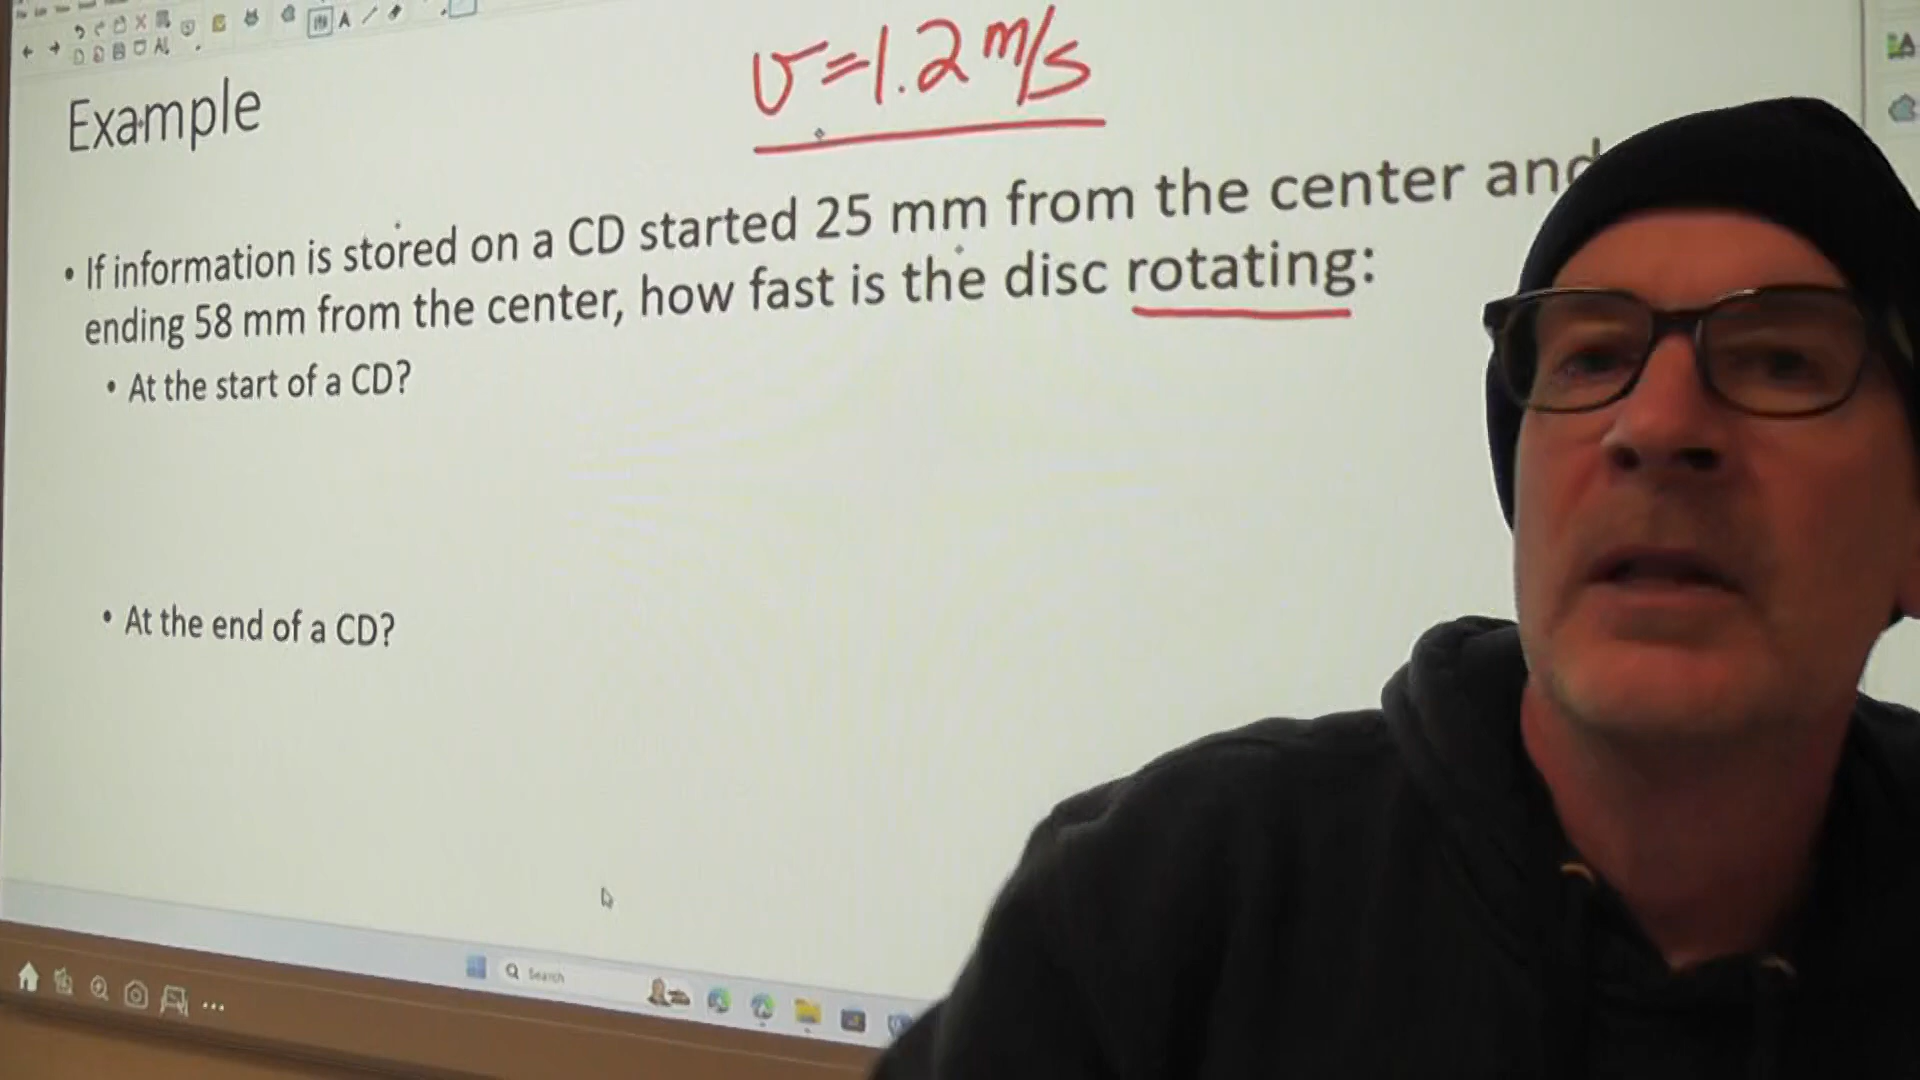 v=1.2 m/s
Example
• If information is stored on a CD started 25 mm from the center and
ending 58 mm from the center, how fast is the disc rotating:
• At the start of a CD?
• At the end of a CD?
Search